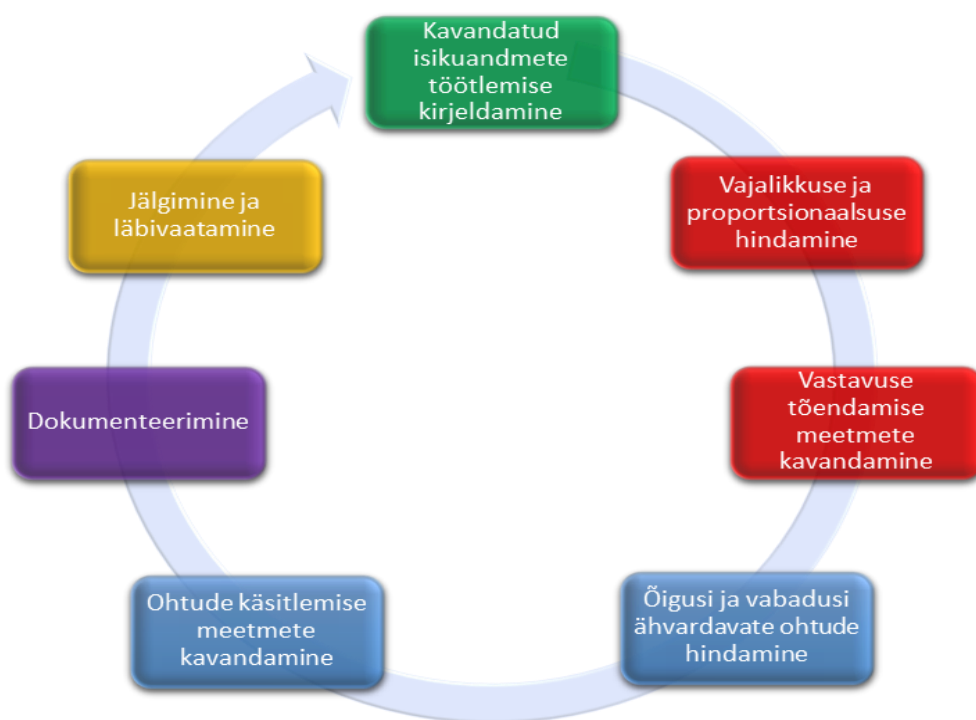 Kavandatud
isikuandmete
töötlemise
kirjeldamine
Vajalikkuse ja
proportsionaalsuse
hindamine
Vastavuse
tõendamise
meetmete
kavandamine
Õigusi ja vabadusi
ähvardavate ohtude
hindamine
Ohtude käsitlemise
meetmete
kavandamine
Dokumenteerimine
Jälgimine ja
läbivaatamine